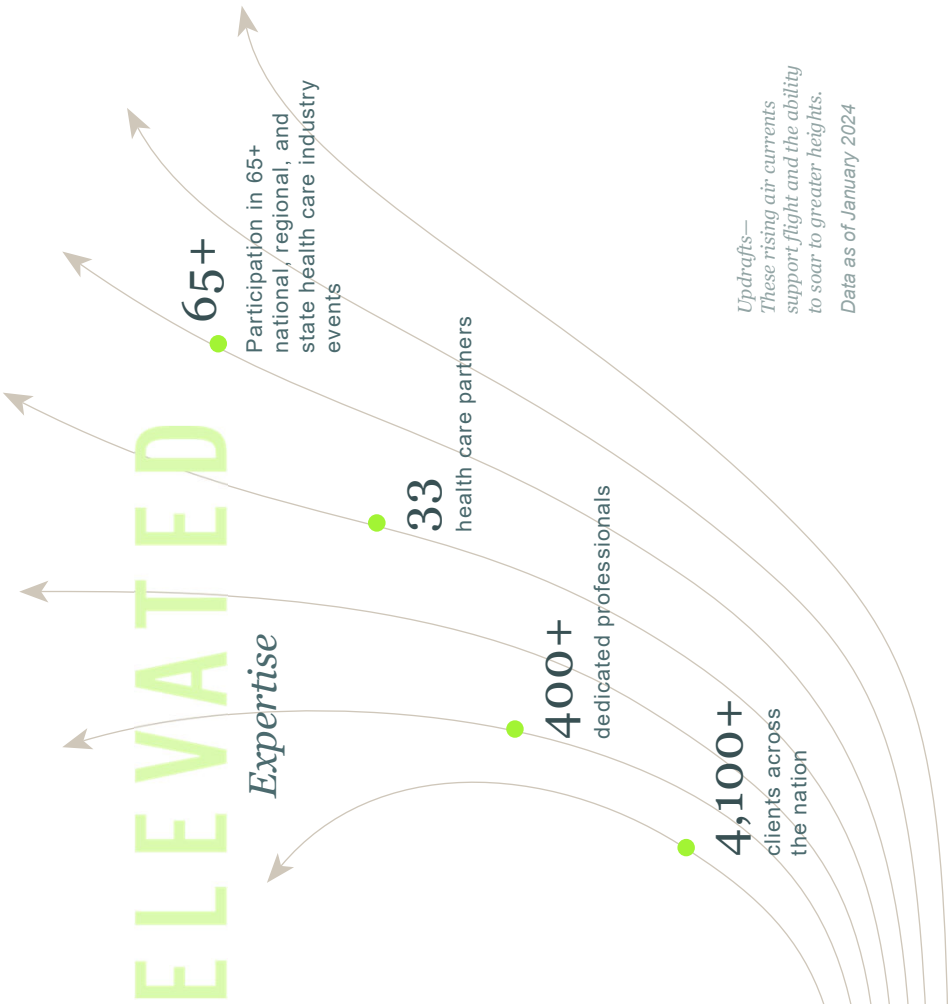 ELEVATED
Expertise
65+
Participation in 65+
national, regional, and
state health care industry
events
33
health care partners
400+
dedicated professionals
4,100+
clients across
the nation
Updrafts—
These rising air currents
support flight and the ability
to soar to greater heights.
Data as of January 2024